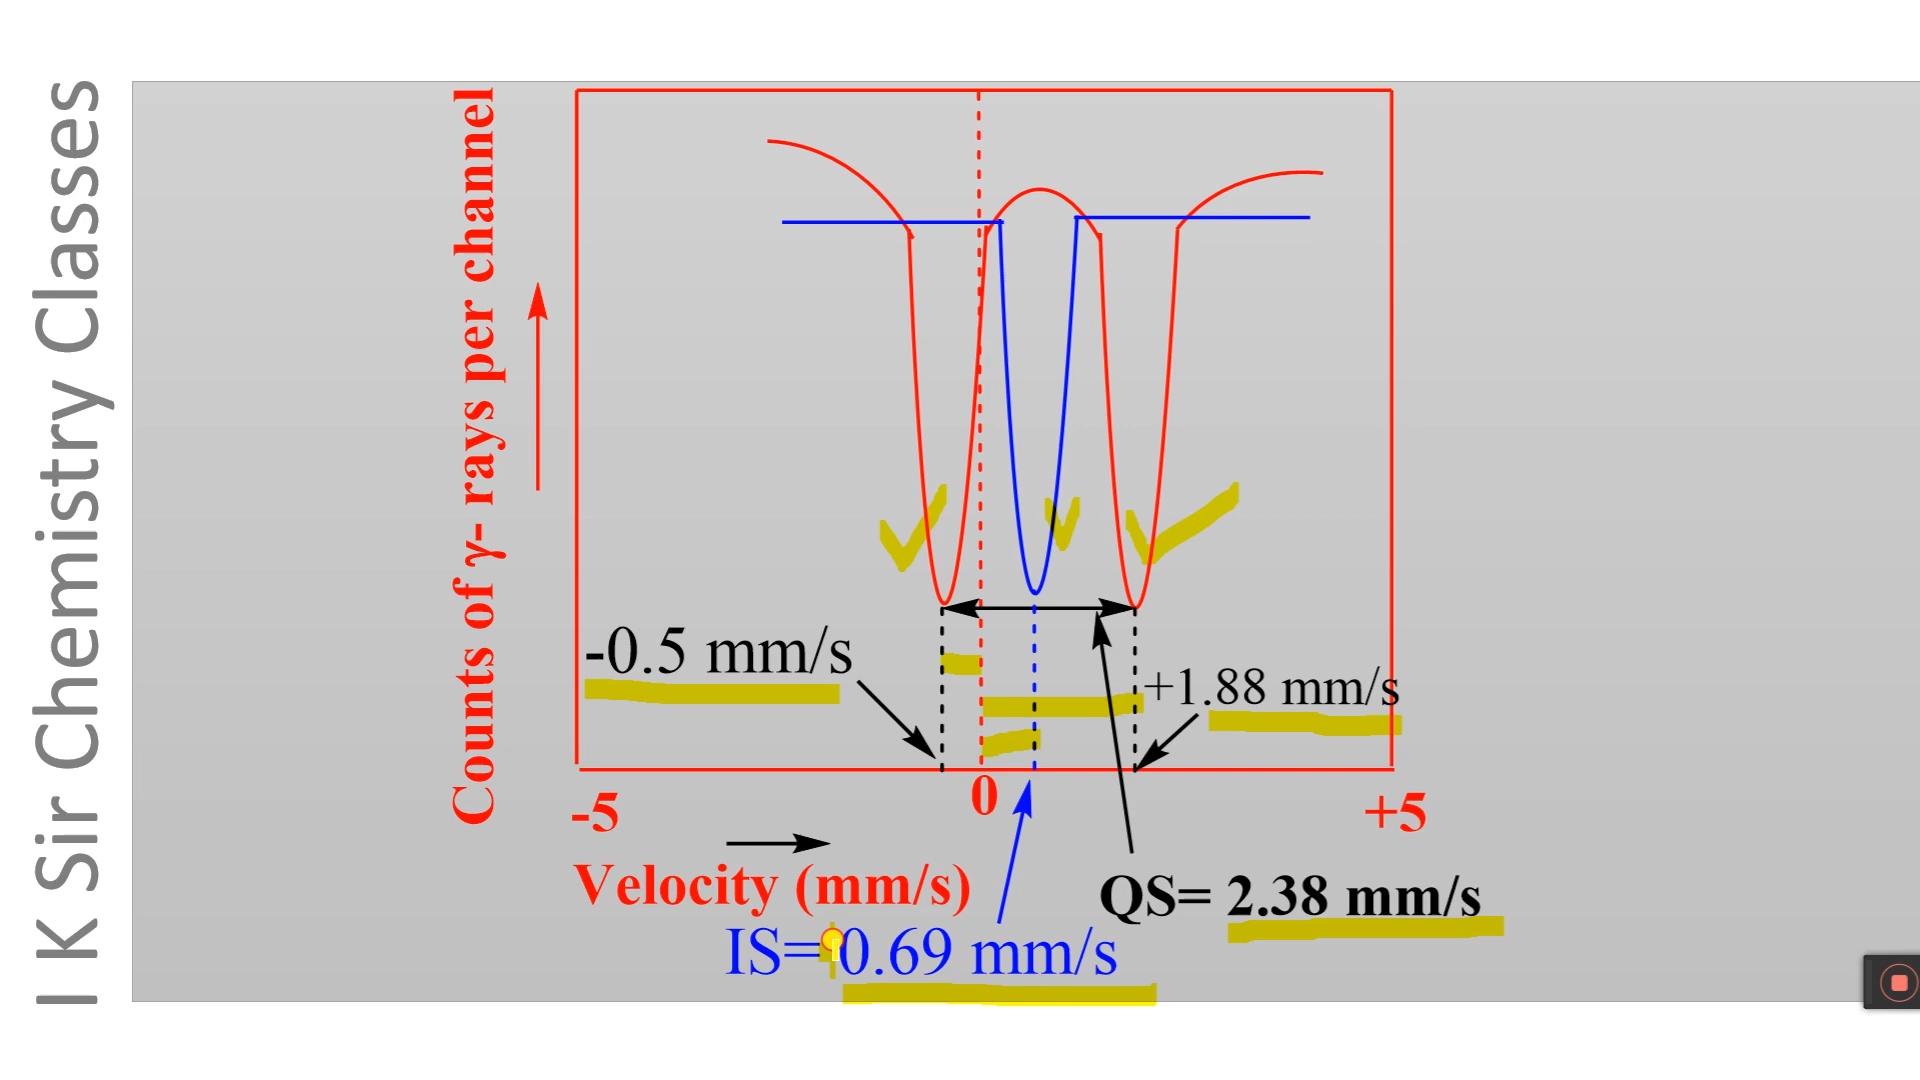 I K Sir Chemistry Classes
Counts of γ- rays per channel
-0.5 mm/s
+1.88 mm/s
-5
0
+5
Velocity (mm/s)
QS= 2.38 mm/s
IS=+0.69 mm/s